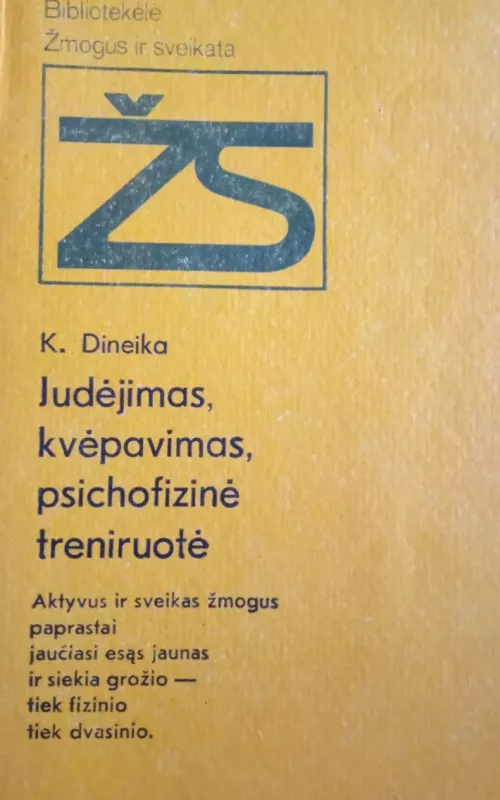 Bibliotekėlė
Žmogus ir sveikata
ŽS
K. Dineika
Judėjimas,
kvėpavimas,
psichofizinė
treniruotė
Aktyvus ir sveikas žmogus
paprastai
jaučiasi esąs jaunas
ir siekia grožio —
tiek fizinio
tiek dvasinio.